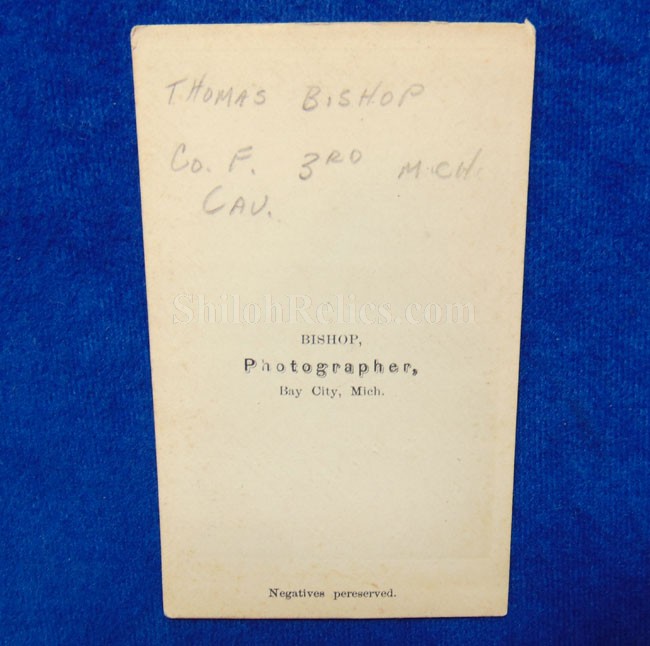 THOMAS BISHOP
CO. F. 3RD MICH.
CAV.
ShilohRelics.com
BISHOP,
Photographer,
Bay City, Mich.
Negatives pereserved.